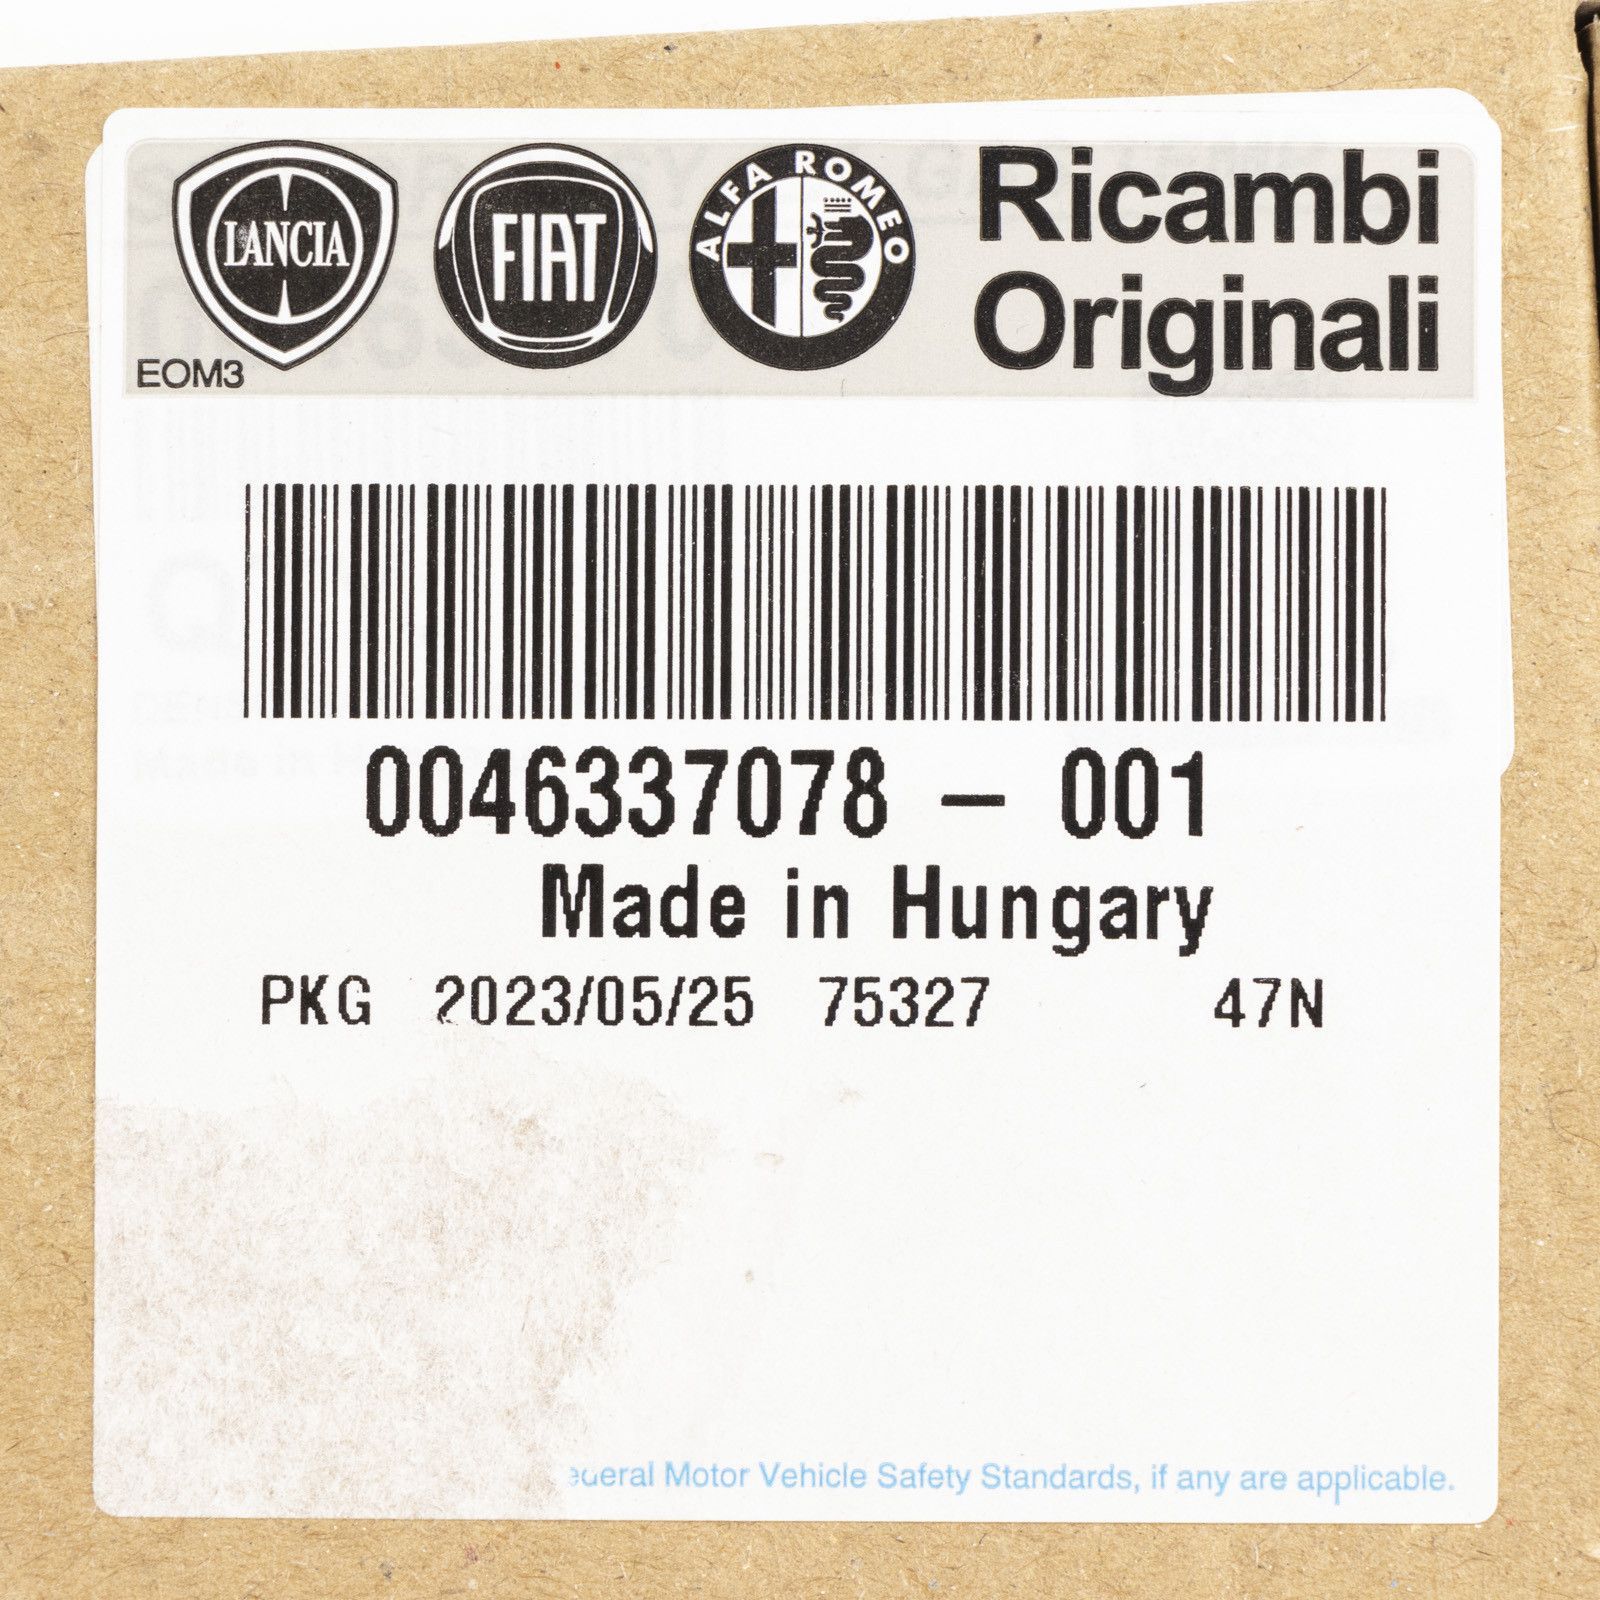 LANCIA
FIAT
ALFA ROMEO
Ricambi
Originali
EOM3
0046337078 – 001
Made in Hungary
PKG 2023/05/25 75327 47N
Motor Vehicle Safety Standards, if any are applicable.